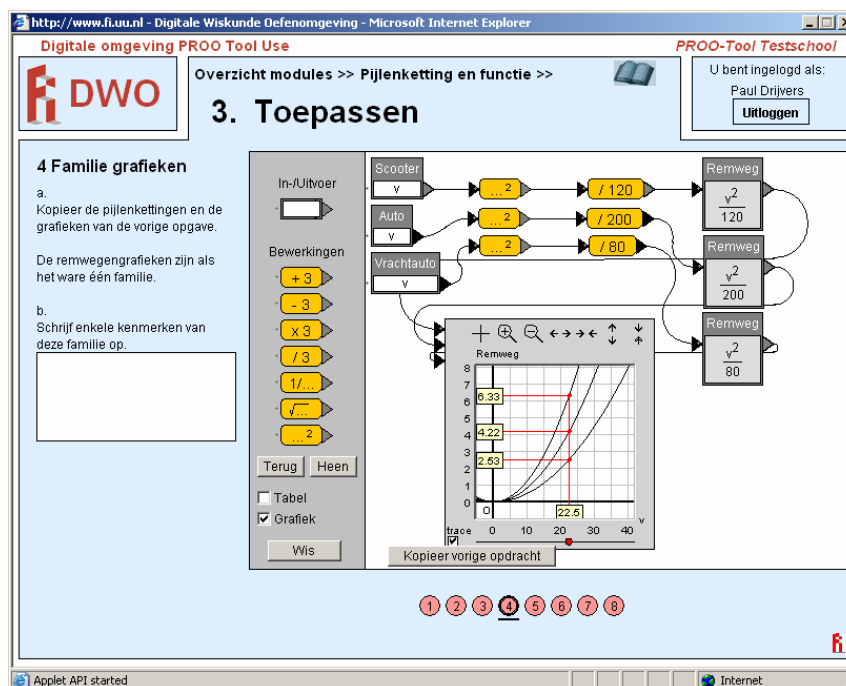 http://www.fi.uu.nl - Digitale Wiskunde Oefenomgeving - Microsoft Internet Explorer
Digitale omgeving PROO Tool Use
PROO-Tool Testschool
DWO
Overzicht modules >> Pijlenketting en functie >>
3. Toepassen
U bent ingelogd als:
Paul Drijvers
Uitloggen
4 Familie grafieken
a.
Kopieer de pijlenkettingen en de
grafieken van de vorige opgave.
De remwegengrafieken zijn als
het ware één familie.
b.
Schrijf enkele kenmerken van
deze familie op.
In-/Uitvoer
Bewerkingen
+ 3
- 3
x 3
/ 3
1/...
√...
...²
Terug Heen
Tabel
Grafiek
Wis
Scooter
v
...²
/ 120
Remweg
v²
120
Auto
v
...²
/ 200
Remweg
v²
200
Vrachtauto
v
...²
/ 80
Remweg
v²
80
Remweg
8
7
6
5
4
3
2
1
0
6.33
4.22
2.53
0
22.5
v
trace 0 10 20 30 40
Kopieer vorige opdracht
1 2 3 4 5 6 7 8
Applet API started
Internet